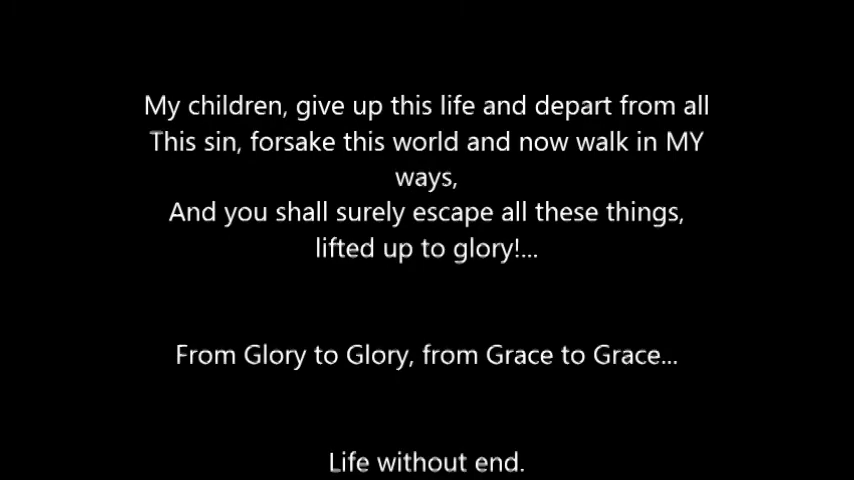 My children, give up this life and depart from all
This sin, forsake this world and now walk in MY
ways,
And you shall surely escape all these things,
lifted up to glory!...
From Glory to Glory, from Grace to Grace...
Life without end.